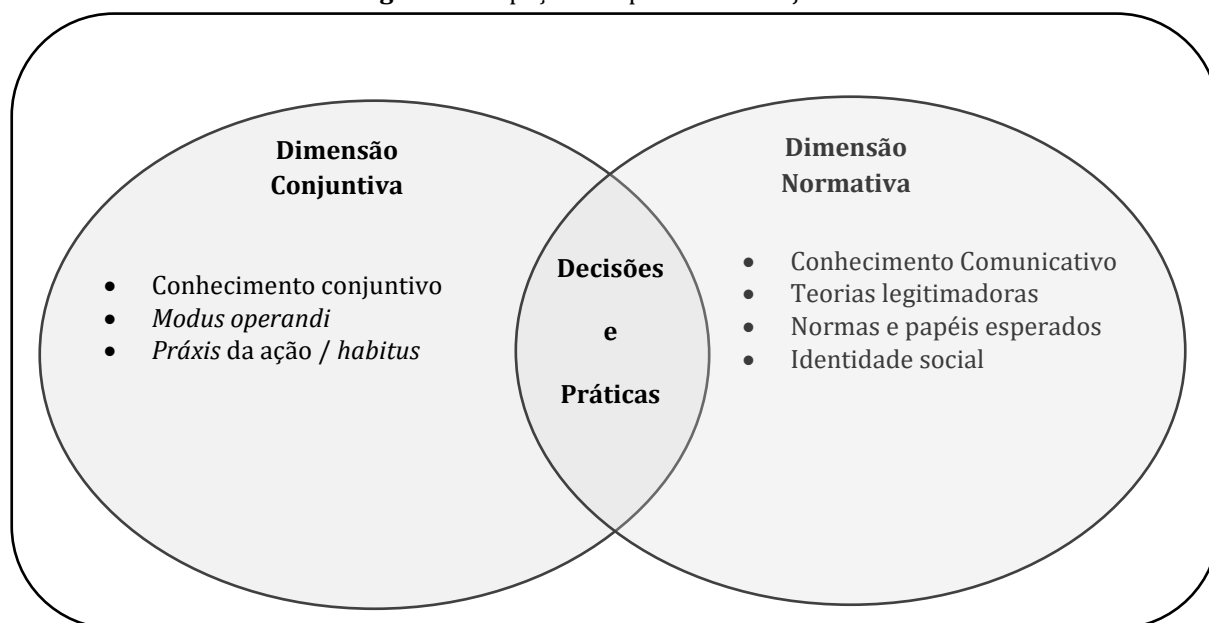 Dimensão
Conjuntiva
• Conhecimento conjuntivo
• Modus operandi
• Práxis da ação / habitus
Decisões
e
Práticas
Dimensão
Normativa
• Conhecimento Comunicativo
• Teorias legitimadoras
• Normas e papéis esperados
• Identidade social